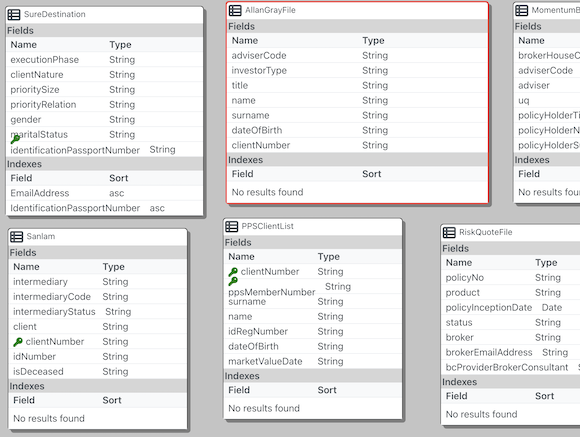 SureDestination
Fields
Name Type
executionPhase String
clientNature String
prioritySize String
priorityRelation String
gender String
maritalStatus String
identificationPassportNumber String
Indexes
Field Sort
EmailAddress asc
IdentificationPassportNumber asc
AllanGrayFile
Fields
Name Type
adviserCode String
investorType String
title String
name String
surname String
dateOfBirth String
clientNumber String
Indexes
Field Sort
No results found
MomentumB
Fields
Name
brokerHouseC
adviserCode
adviser
uq
policyHolderTi
policyHolderN
policyHolderS
Indexes
Field
No results found
Sanlam
Fields
Name Type
intermediary String
intermediaryCode String
intermediaryStatus String
client String
clientNumber String
idNumber String
isDeceased String
Indexes
Field Sort
No results found
PPSClientList
Fields
Name Type
clientNumber String
ppsMemberNumber String
surname String
name String
idRegNumber String
dateOfBirth String
marketValueDate String
Indexes
Field Sort
No results found
RiskQuoteFile
Fields
Name Type
policyNo String
product String
policyInceptionDate Date
status String
broker String
brokerEmailAddress String
bcProviderBrokerConsultant String
Indexes
Field Sort
No results found